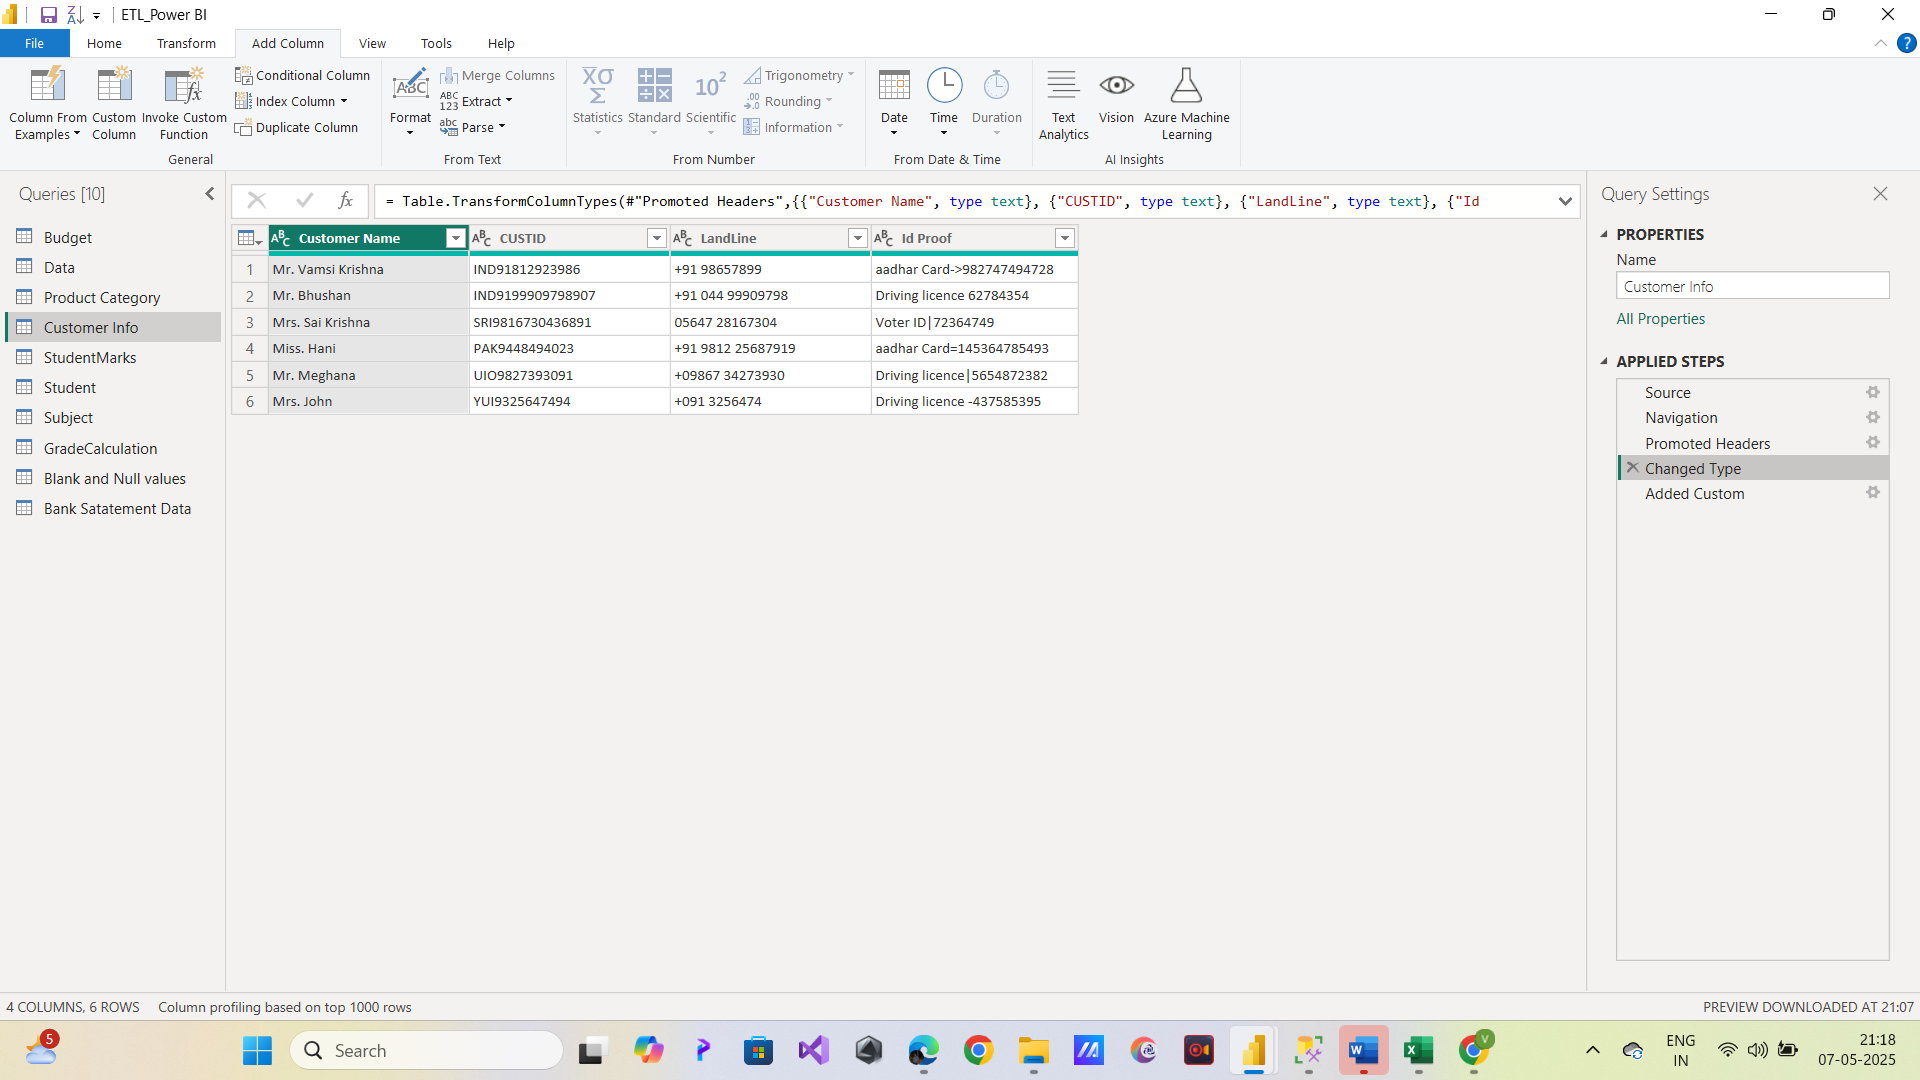 ETL_Power BI
File Home Transform Add Column View Tools Help
Column From Examples
Custom Column
Invoke Custom Function
Conditional Column
Index Column
Duplicate Column
General
Format
Merge Columns
Extract
Parse
From Text
Statistics
Standard
Scientific
Trigonometry
Rounding
Information
From Number
Date
Time
Duration
From Date & Time
Text Analytics
Vision
Azure Machine Learning
AI Insights
Queries [10]
Budget
Data
Product Category
Customer Info
StudentMarks
Student
Subject
GradeCalculation
Blank and Null values
Bank Satatement Data
= Table.TransformColumnTypes(#"Promoted Headers",{{"Customer Name", type text}, {"CUSTID", type text}, {"LandLine", type text}, {"Id
Customer Name CUSTID LandLine Id Proof
1 Mr. Vamsi Krishna IND91812923986 +91 98657899 aadhar Card->982747494728
2 Mr. Bhushan IND9199909798907 +91 044 99909798 Driving licence 62784354
3 Mrs. Sai Krishna SRI9816730436891 05647 28167304 Voter ID|72364749
4 Miss. Hani PAK9448494023 +91 9812 25687919 aadhar Card=145364785493
5 Mr. Meghana UIO9827393091 +09867 34273930 Driving licence|5654872382
6 Mrs. John YUI9325647494 +091 3256474 Driving licence -437585395
Query Settings
PROPERTIES
Name
Customer Info
All Properties
APPLIED STEPS
Source
Navigation
Promoted Headers
Changed Type
Added Custom
4 COLUMNS, 6 ROWS Column profiling based on top 1000 rows
PREVIEW DOWNLOADED AT 21:07
5
Search
ENG
IN
21:18
07-05-2025